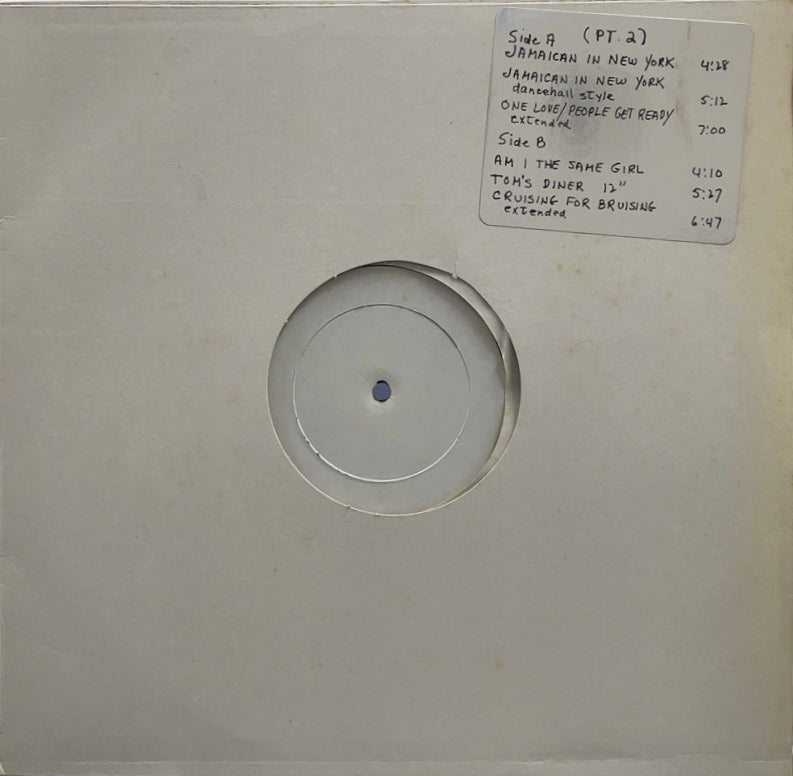 Side A (PT. 2)
JAMAICAN IN NEW YORK 4:28
JAMAICAN IN NEW YORK
dancehall style 5:12
ONE LOVE/PEOPLE GET READY
extended 7:00
Side B
AM I THE SAME GIRL 4:10
TOM'S DINER 12" 5:27
CRUISING FOR BRUISING
extended 6:47